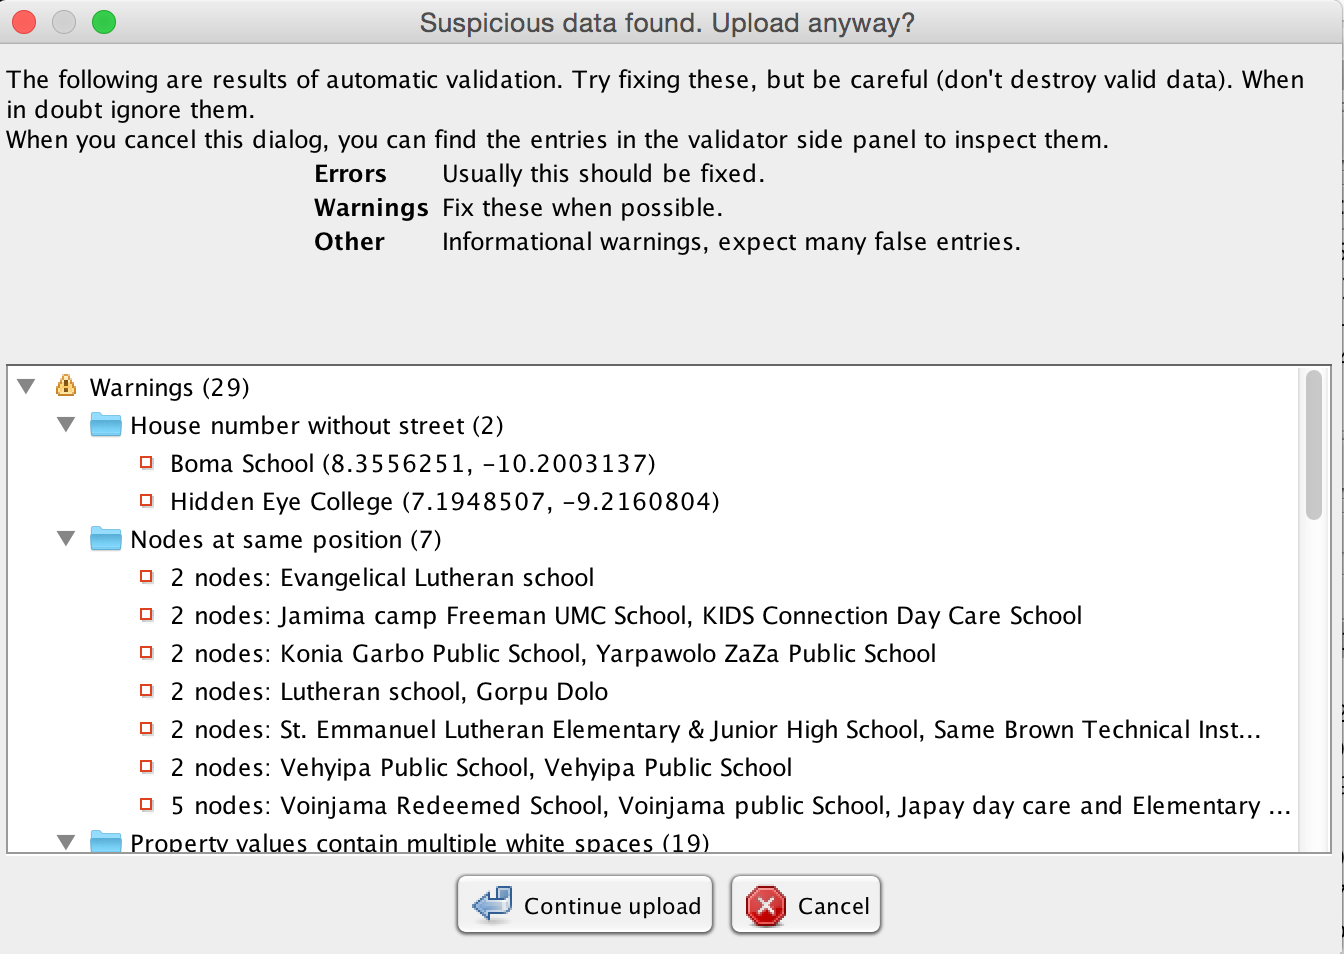 Suspicious data found. Upload anyway?
The following are results of automatic validation. Try fixing these, but be careful (don't destroy valid data). When
in doubt ignore them.
When you cancel this dialog, you can find the entries in the validator side panel to inspect them.
Errors Usually this should be fixed.
Warnings Fix these when possible.
Other Informational warnings, expect many false entries.
Warnings (29)
House number without street (2)
Boma School (8.3556251, -10.2003137)
Hidden Eye College (7.1948507, -9.2160804)
Nodes at same position (7)
2 nodes: Evangelical Lutheran school
2 nodes: Jamima camp Freeman UMC School, KIDS Connection Day Care School
2 nodes: Konia Garbo Public School, Yarpawolo ZaZa Public School
2 nodes: Lutheran school, Gorpu Dolo
2 nodes: St. Emmanuel Lutheran Elementary & Junior High School, Same Brown Technical Inst...
2 nodes: Vehyipa Public School, Vehyipa Public School
5 nodes: Voinjama Redeemed School, Voinjama public School, Japay day care and Elementary ...
Property values contain multiple white spaces (19)
Continue upload
Cancel